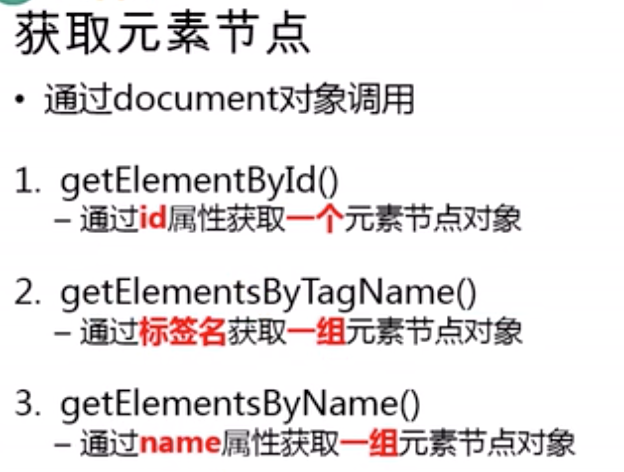 获取元素节点
• 通过document对象调用
1. getElementById()
– 通过id属性获取一个元素节点对象
2. getElementsByTagName()
– 通过标签名获取一组元素节点对象
3. getElementsByName()
– 通过name属性获取一组元素节点对象